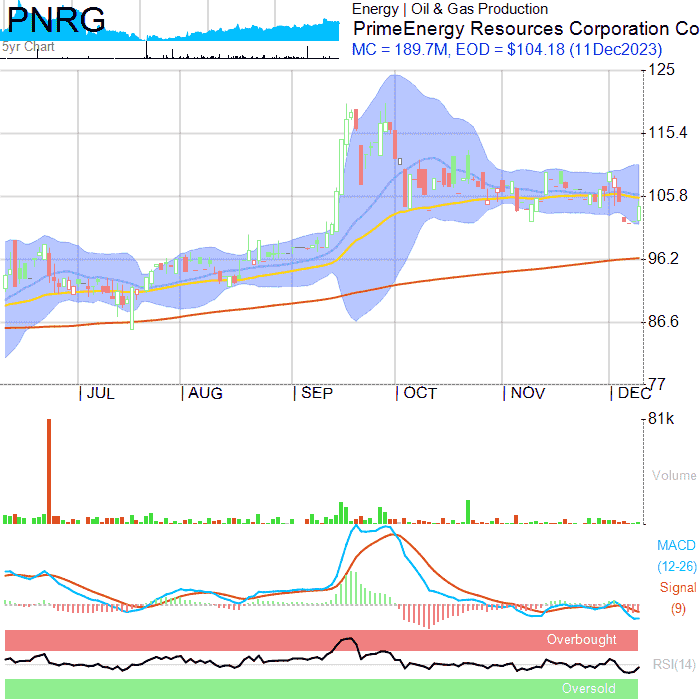 PNRG
5yr Chart
Energy | Oil & Gas Production
PrimeEnergy Resources Corporation Co
MC = 189.7M, EOD = $104.18 (11Dec2023)
125
115.4
105.8
96.2
86.6
77
| JUL | AUG | SEP | OCT | NOV | DEC
81k
Volume
MACD
(12-26)
Signal
(9)
Overbought
RSI(14)
Oversold